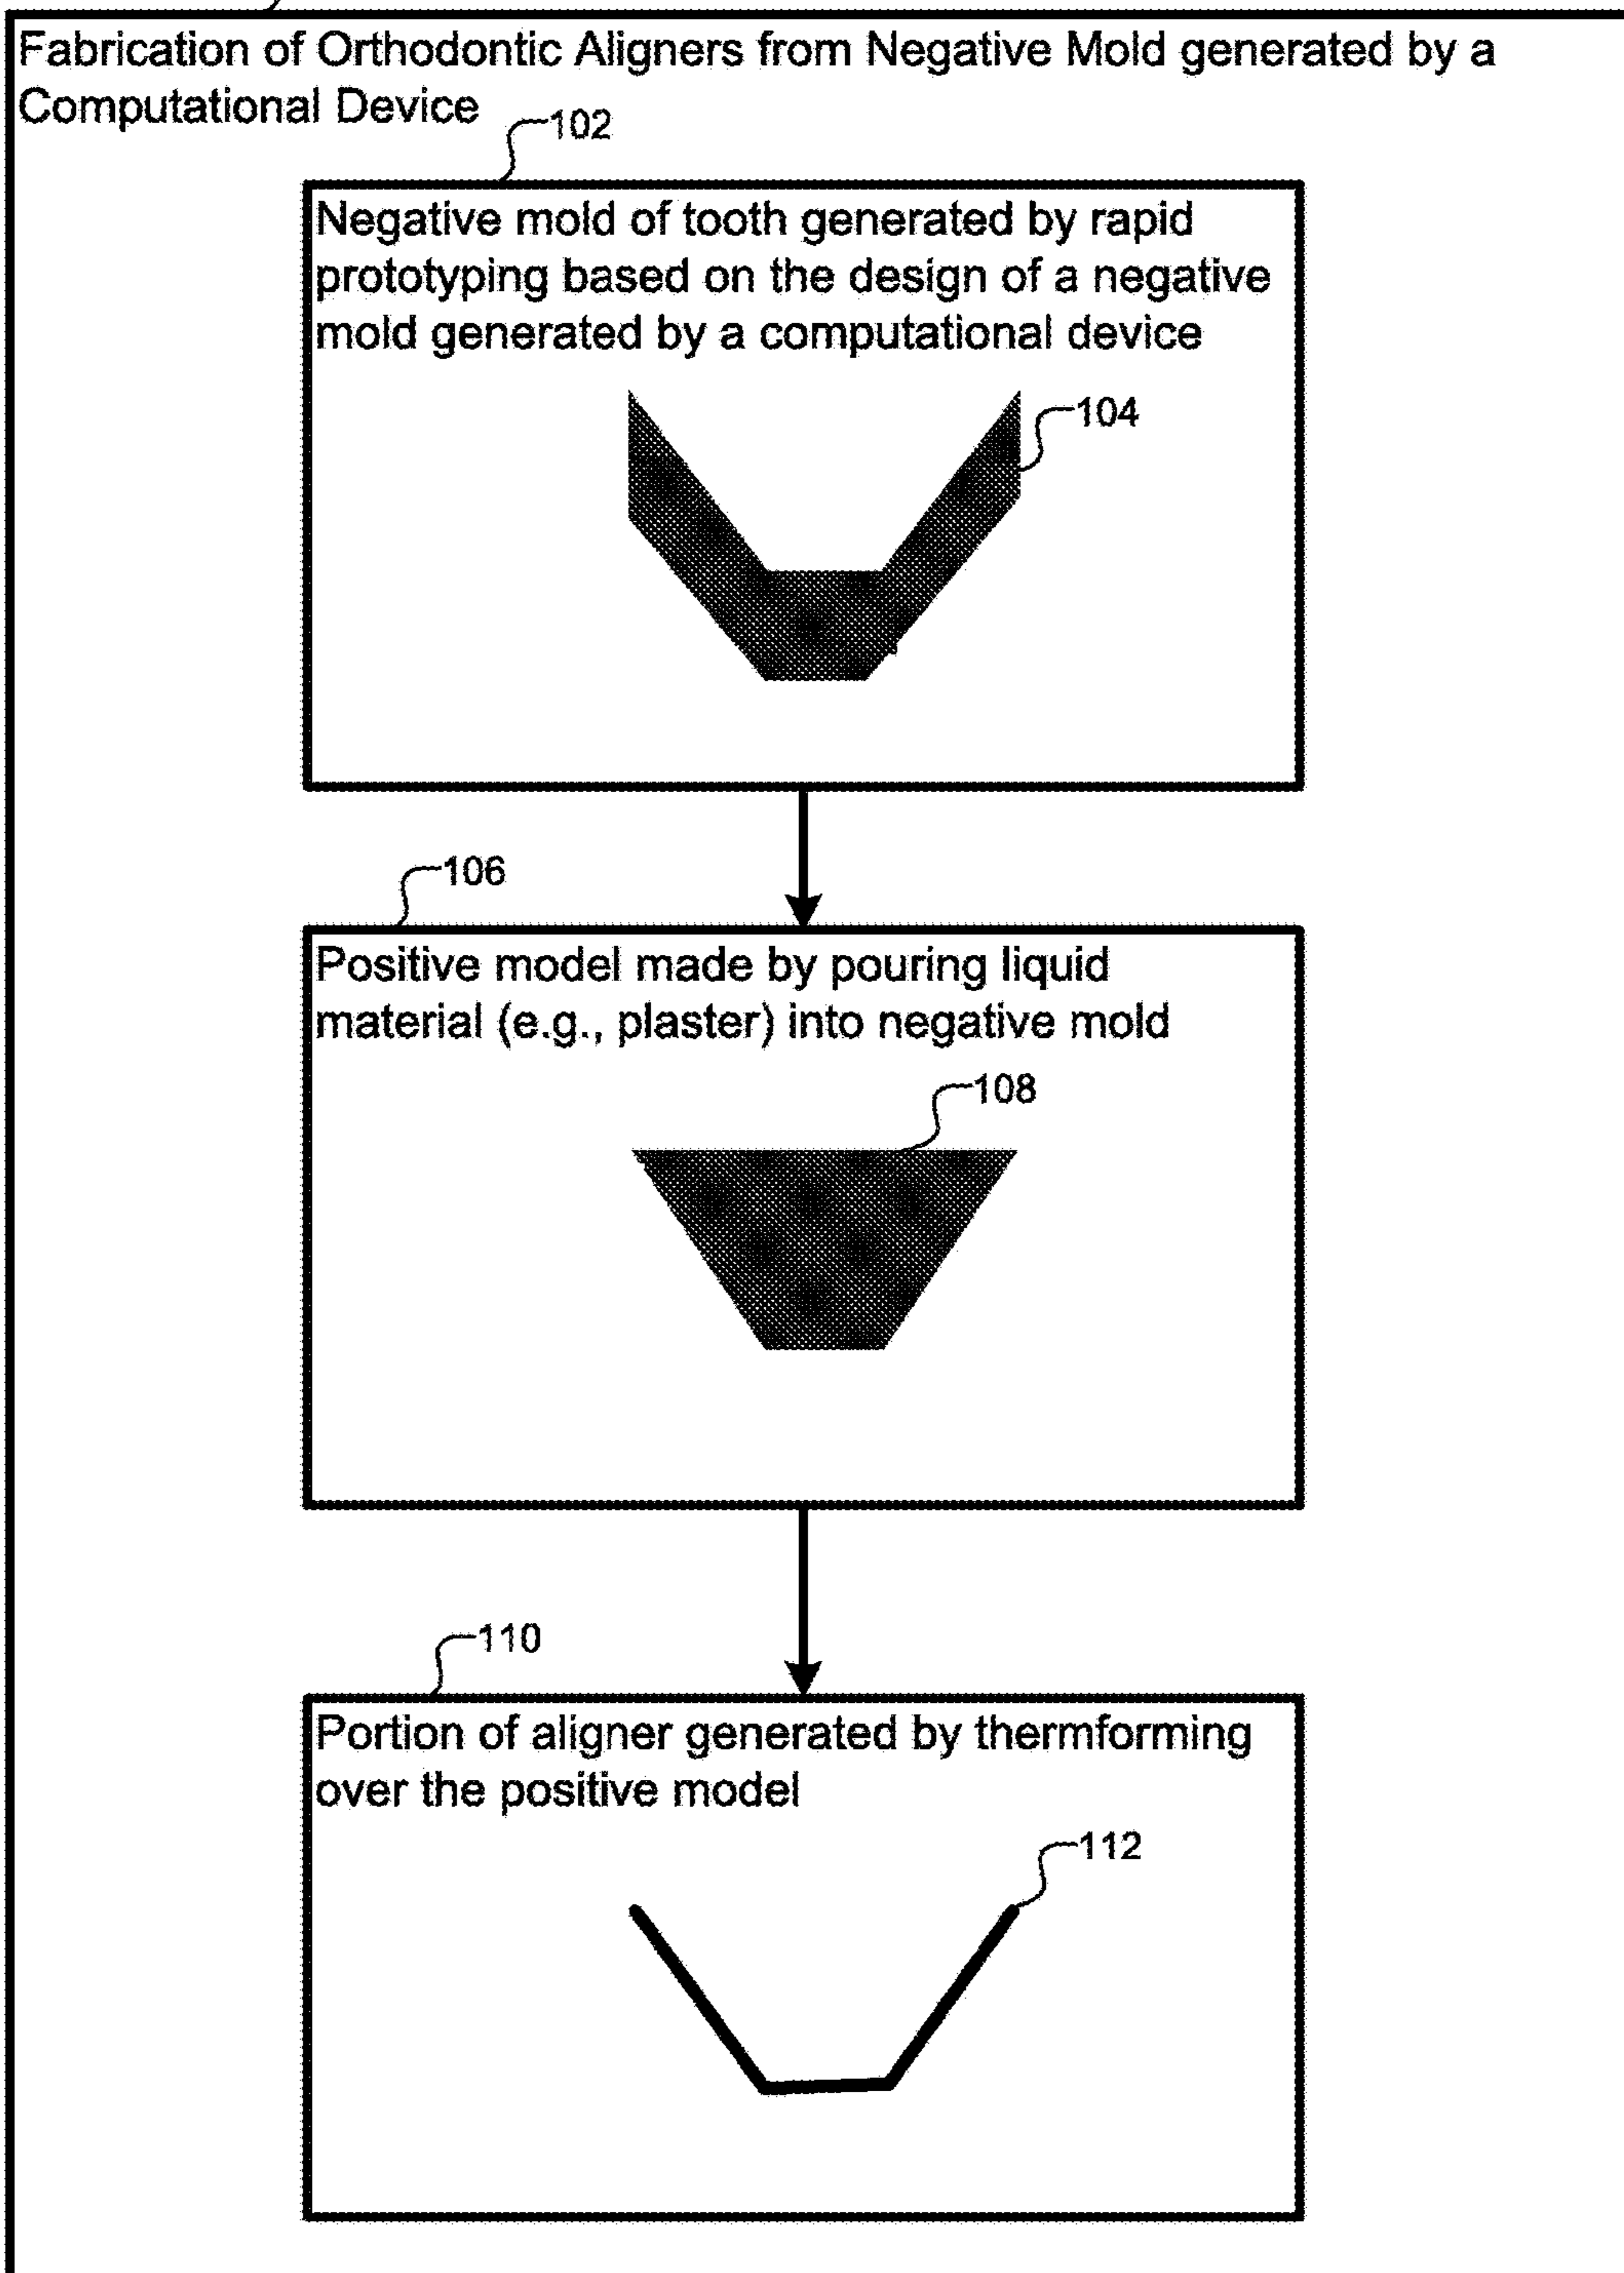 Fabrication of Orthodontic Aligners from Negative Mold generated by a
Computational Device
102
Negative mold of tooth generated by rapid
prototyping based on the design of a negative
mold generated by a computational device
104
106
Positive model made by pouring liquid
material (e.g., plaster) into negative mold
108
110
Portion of aligner generated by thermforming
over the positive model
112